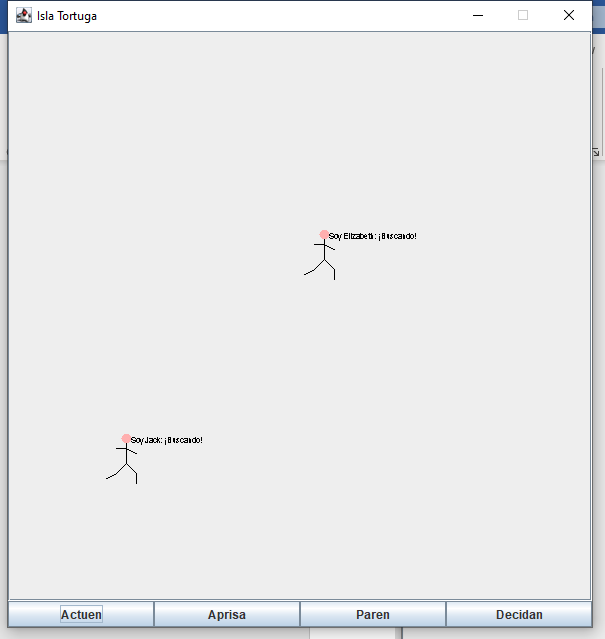 Isla Tortuga
Soy Elizabeth: ¡Buscando!
Soy Jack: ¡Buscando!
Actuen Aprisa Paren Decidan